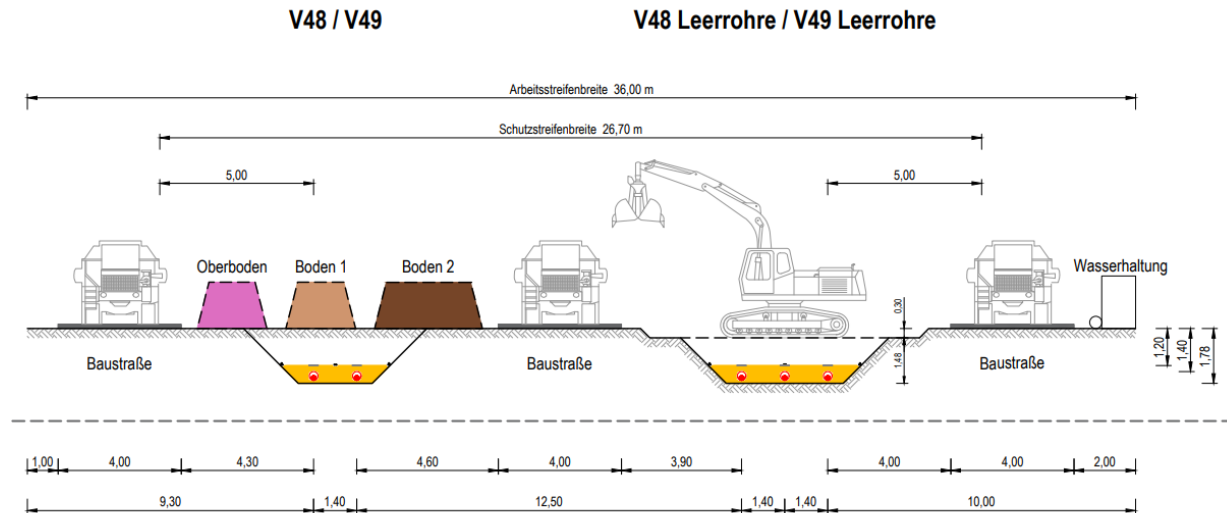 V48 / V49 V48 Leerrohre / V49 Leerrohre
Arbeitsstreifenbreite 36,00 m
Schutzstreifenbreite 26,70 m
5,00 5,00
Oberboden Boden 1 Boden 2 Wasserhaltung
0,30
Baustraße Baustraße 1,48 Baustraße 1,20 1,40 1,78
1,00 4,00 4,30 4,60 4,00 3,90 4,00 4,00 2,00
9,30 1,40 12,50 1,40 1,40 10,00